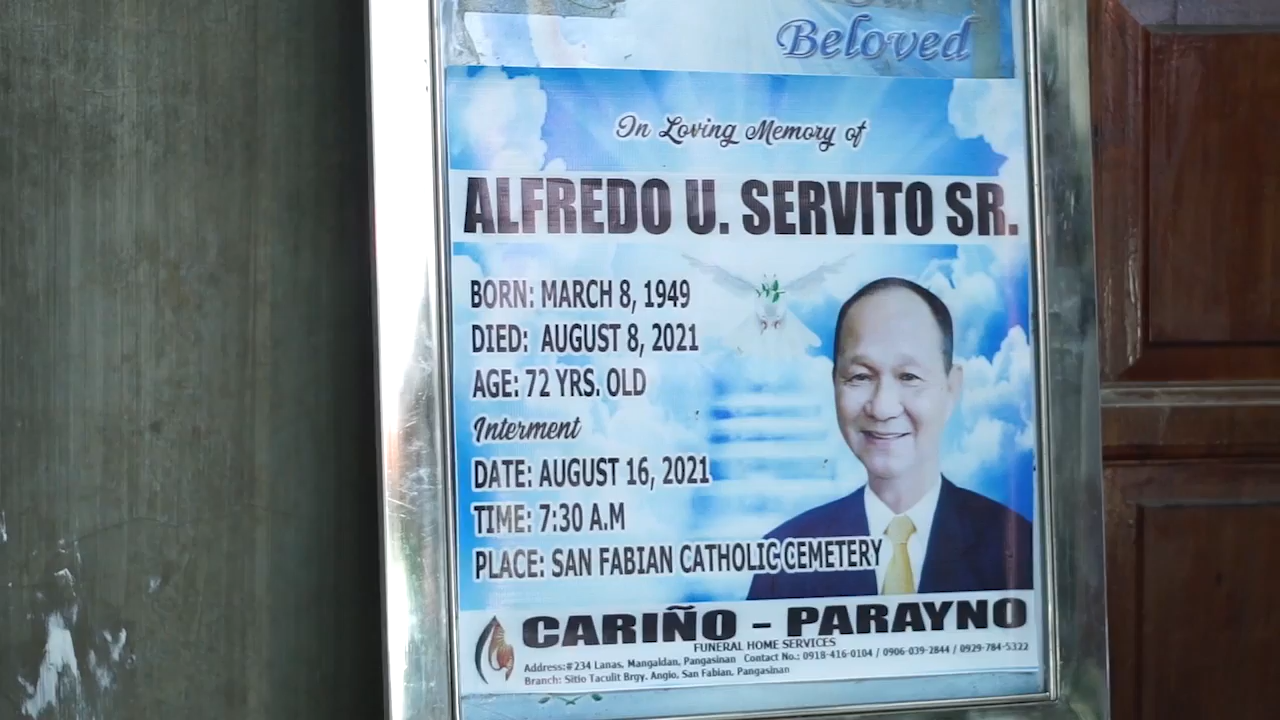 Our
Beloved
In Loving Memory of
ALFREDO U. SERVITO SR.
BORN: MARCH 8, 1949
DIED: AUGUST 8, 2021
AGE: 72 YRS. OLD
Interment
DATE: AUGUST 16, 2021
TIME: 7:30 A.M
PLACE: SAN FABIAN CATHOLIC CEMETERY
CARIÑO - PARAYNO
FUNERAL HOME SERVICES
Address:#234 Lanas, Mangaldan, Pangasinan Contact No.: 0918-416-0104 / 0906-039-2844 / 0929-784-5322
Branch: Sitio Taculit Brgy. Angio, San Fabian, Pangasinan